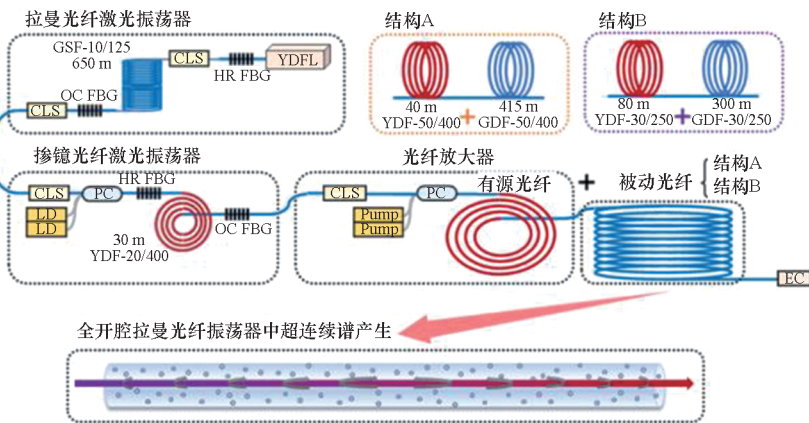 拉曼光纤激光振荡器
GSF-10/125
650 m
CLS
HR FBG
YDFL
CLS
OC FBG
结构A
40 m
YDF-50/400
+
415 m
GDF-50/400
结构B
80 m
YDF-30/250
+
300 m
GDF-30/250
掺镱光纤激光振荡器
CLS
PC
HR FBG
LD
LD
30 m
YDF-20/400
OC FBG
光纤放大器
CLS
PC
Pump
Pump
有源光纤
+
被动光纤
结构A
结构B
EC
全开腔拉曼光纤振荡器中超连续谱产生